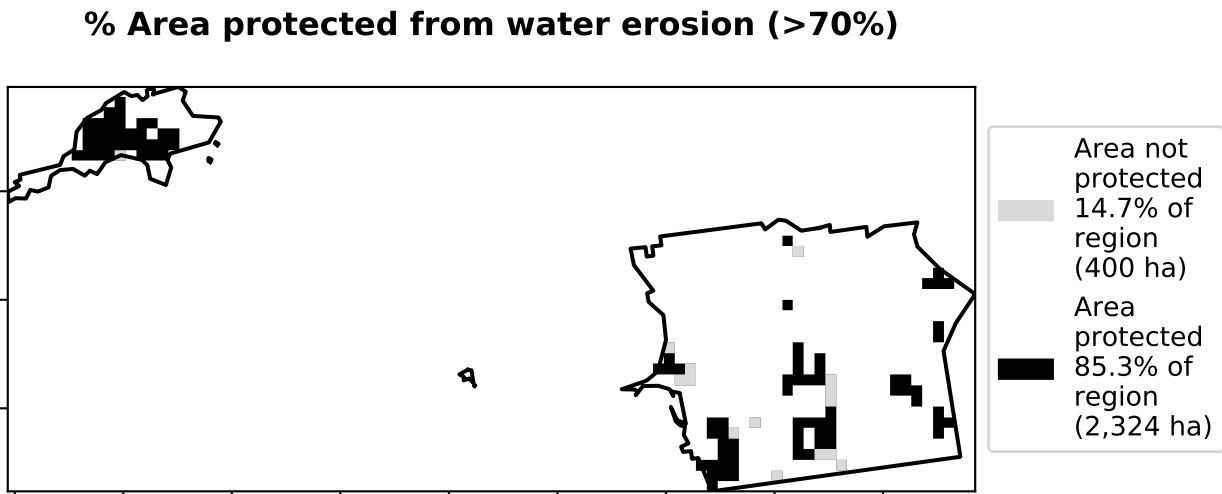 % Area protected from water erosion (>70%)
Area not
protected
14.7% of
region
(400 ha)
Area
protected
85.3% of
region
(2,324 ha)